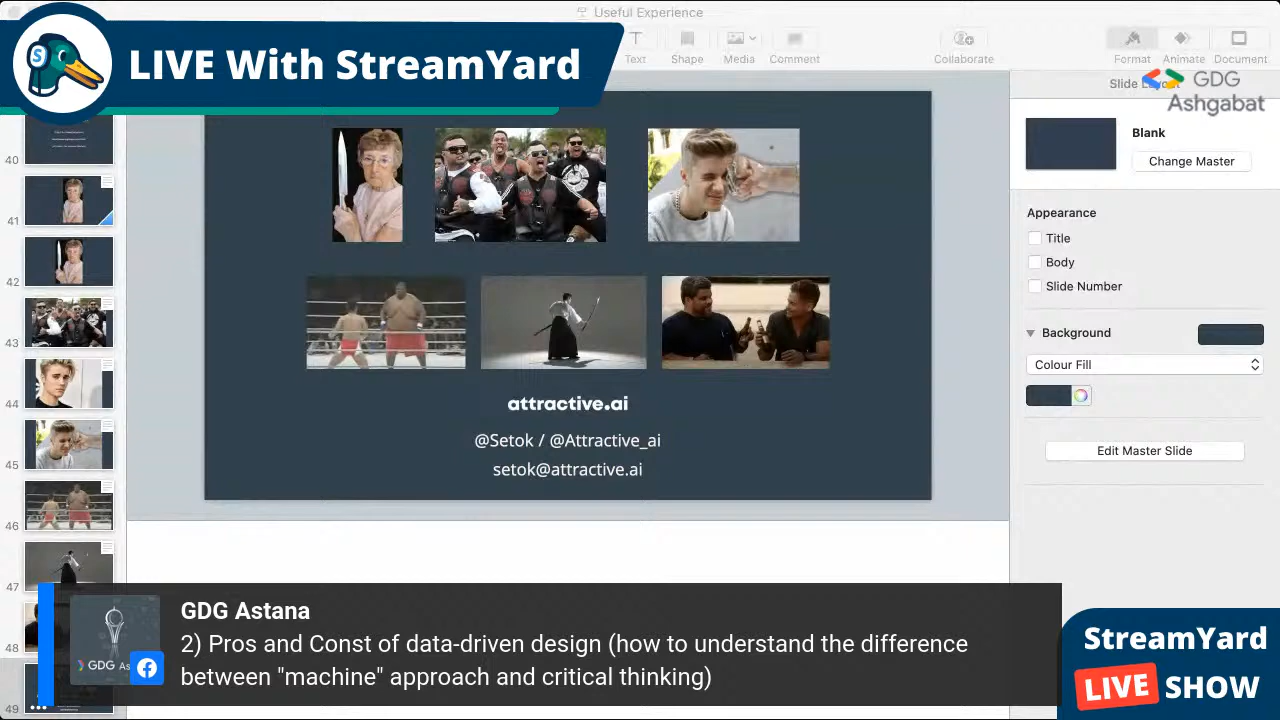 Useful Experience
LIVE With StreamYard
S
Text
Shape
Media
Comment
Collaborate
Format
Animate
Document
GDG
Ashgabat
Blank
Change Master
Appearance
Title
Body
Slide Number
Background
Colour Fill
Edit Master Slide
40
41
42
43
44
45
46
47
48
49
attractive.ai
@Setok / @Attractive_ai
setok@attractive.ai
GDG Astana
2) Pros and Const of data-driven design (how to understand the difference
between "machine" approach and critical thinking)
GDG As
StreamYard
LIVE SHOW